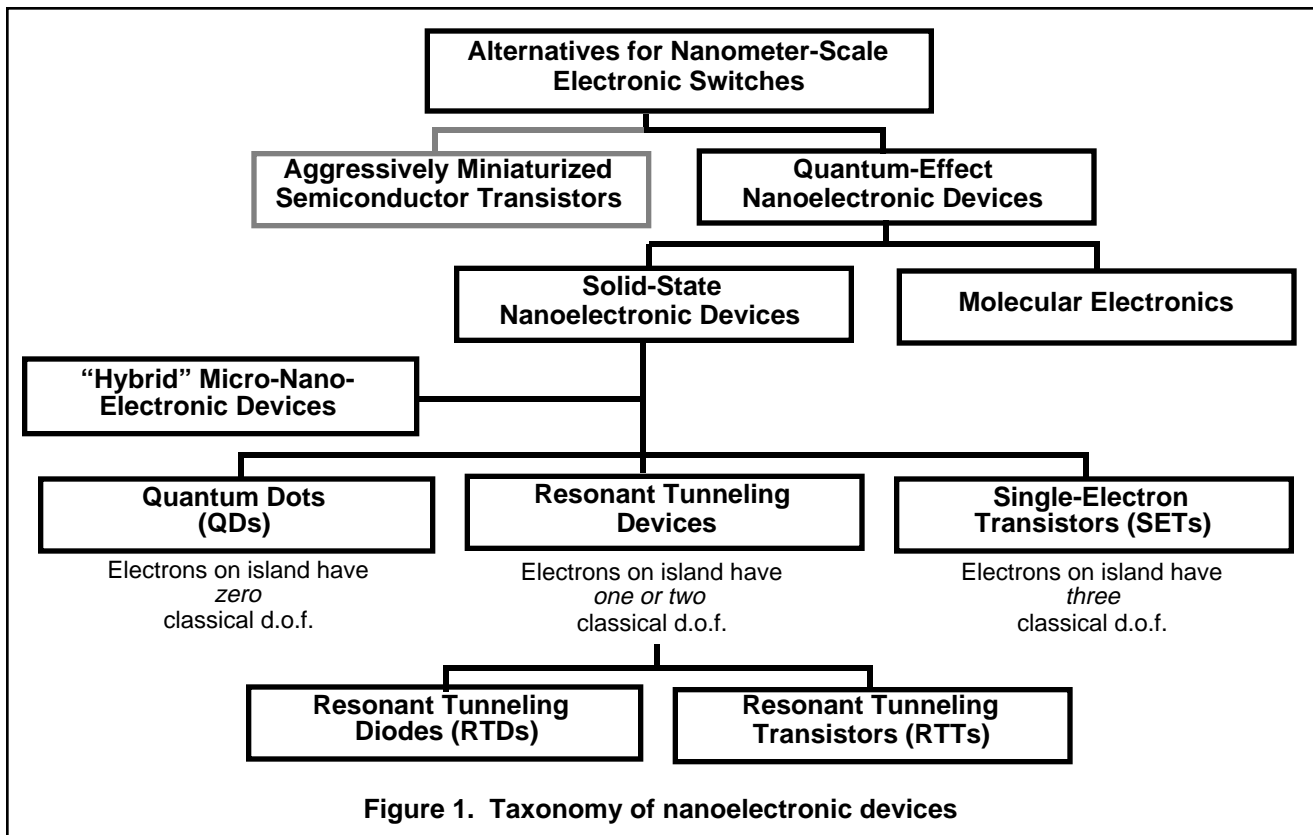 Alternatives for Nanometer-Scale
Electronic Switches
Aggressively Miniaturized
Semiconductor Transistors
Quantum-Effect
Nanoelectronic Devices
Solid-State
Nanoelectronic Devices
Molecular Electronics
“Hybrid” Micro-Nano-
Electronic Devices
Quantum Dots
(QDs)
Electrons on island have
zero
classical d.o.f.
Resonant Tunneling
Devices
Electrons on island have
one or two
classical d.o.f.
Single-Electron
Transistors (SETs)
Electrons on island have
three
classical d.o.f.
Resonant Tunneling
Diodes (RTDs)
Resonant Tunneling
Transistors (RTTs)
Figure 1. Taxonomy of nanoelectronic devices